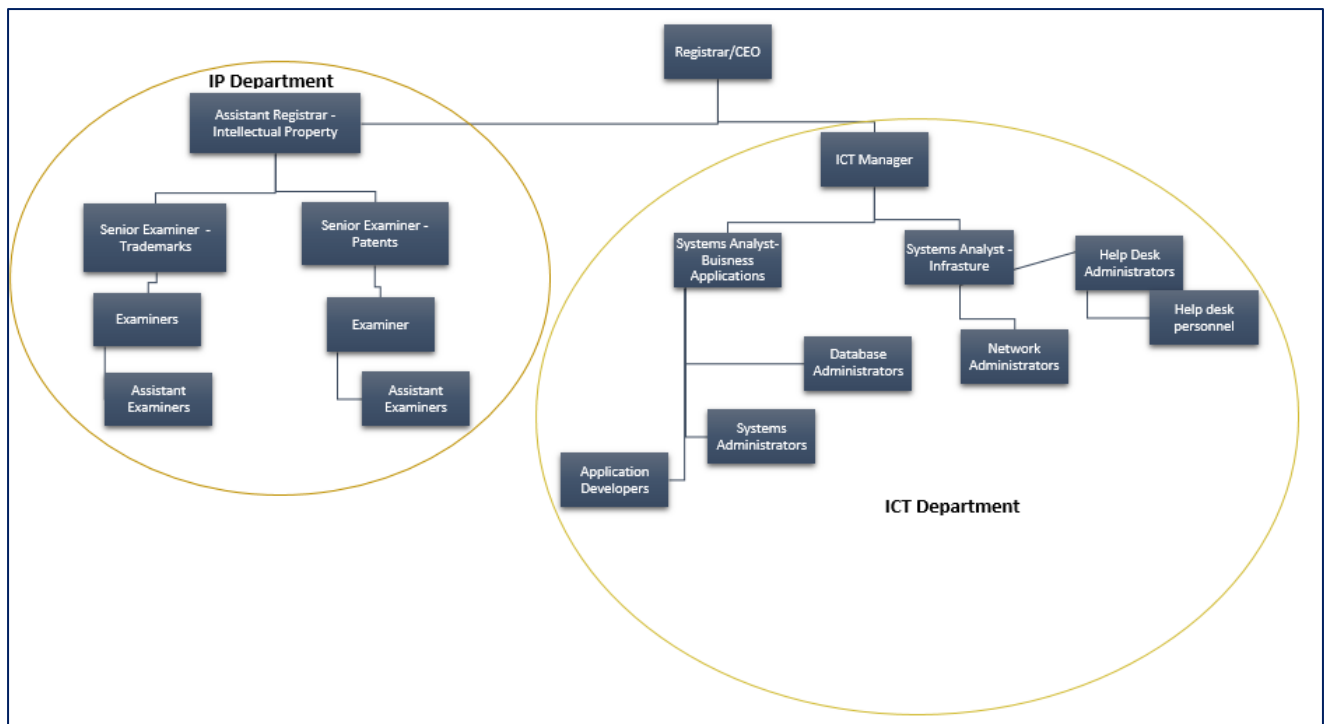 Registrar/CEO
IP Department
Assistant Registrar -
Intellectual Property
ICT Manager
Senior Examiner -
Trademarks
Senior Examiner -
Patents
Systems Analyst-
Buisness
Applications
Systems Analyst -
Infrasture
Help Desk
Administrators
Help desk
personnel
Examiners
Examiner
Database
Administrators
Network
Administrators
Assistant
Examiners
Assistant
Examiners
Systems
Administrators
Application
Developers
ICT Department